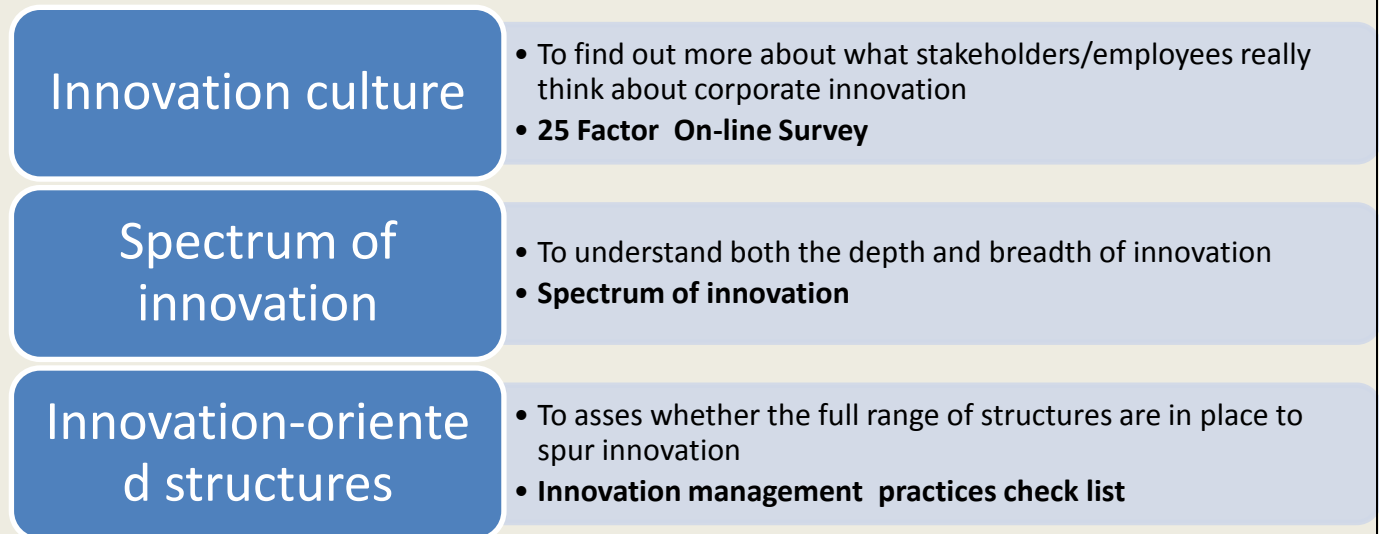 Innovation culture
• To find out more about what stakeholders/employees really
think about corporate innovation
• 25 Factor  On-line Survey
Spectrum of
innovation
• To understand both the depth and breadth of innovation
• Spectrum of innovation
Innovation-oriente
d structures
• To asses whether the full range of structures are in place to
spur innovation
• Innovation management  practices check list